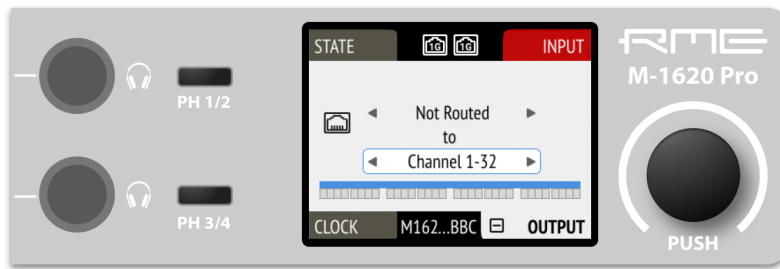 STATE
1G 1G
INPUT
RME
M-1620 Pro
PH 1/2
Not Routed
to
Channel 1-32
PH 3/4
CLOCK
M162...BBC
OUTPUT
PUSH